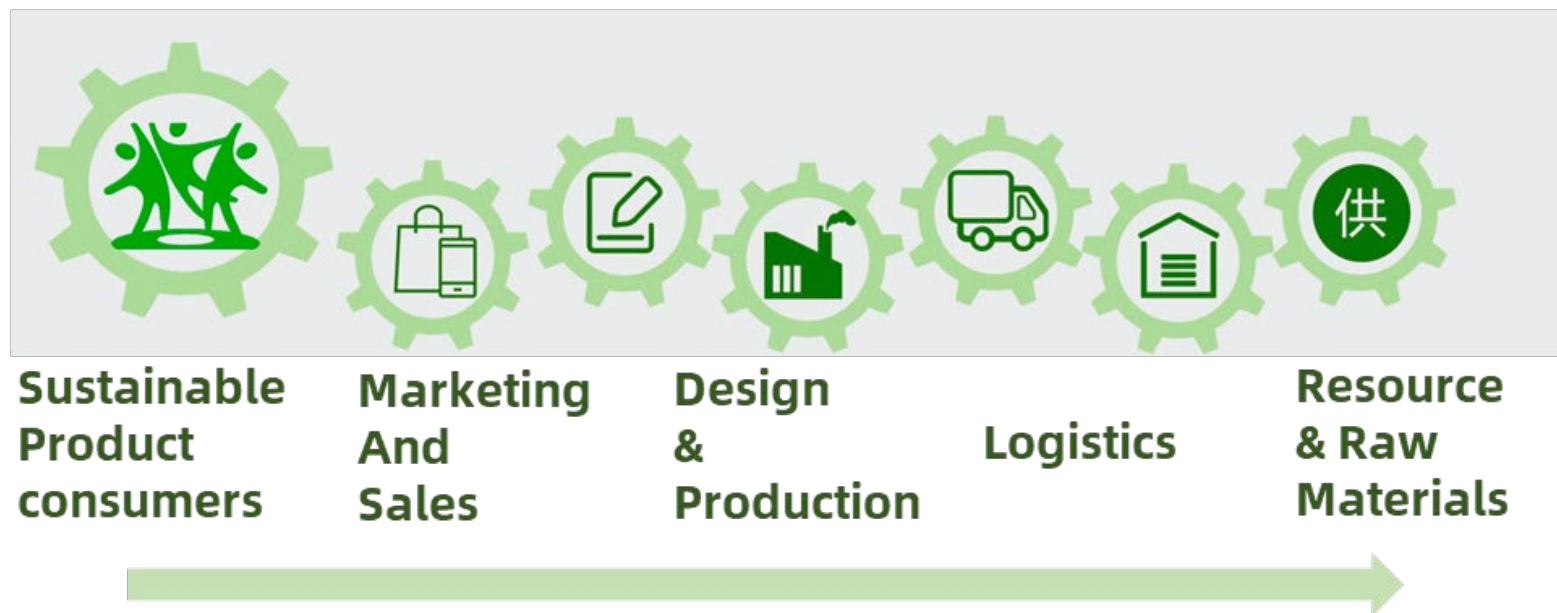 供
Sustainable
Product
consumers
Marketing
And
Sales
Design
&
Production
Logistics
Resource
& Raw
Materials